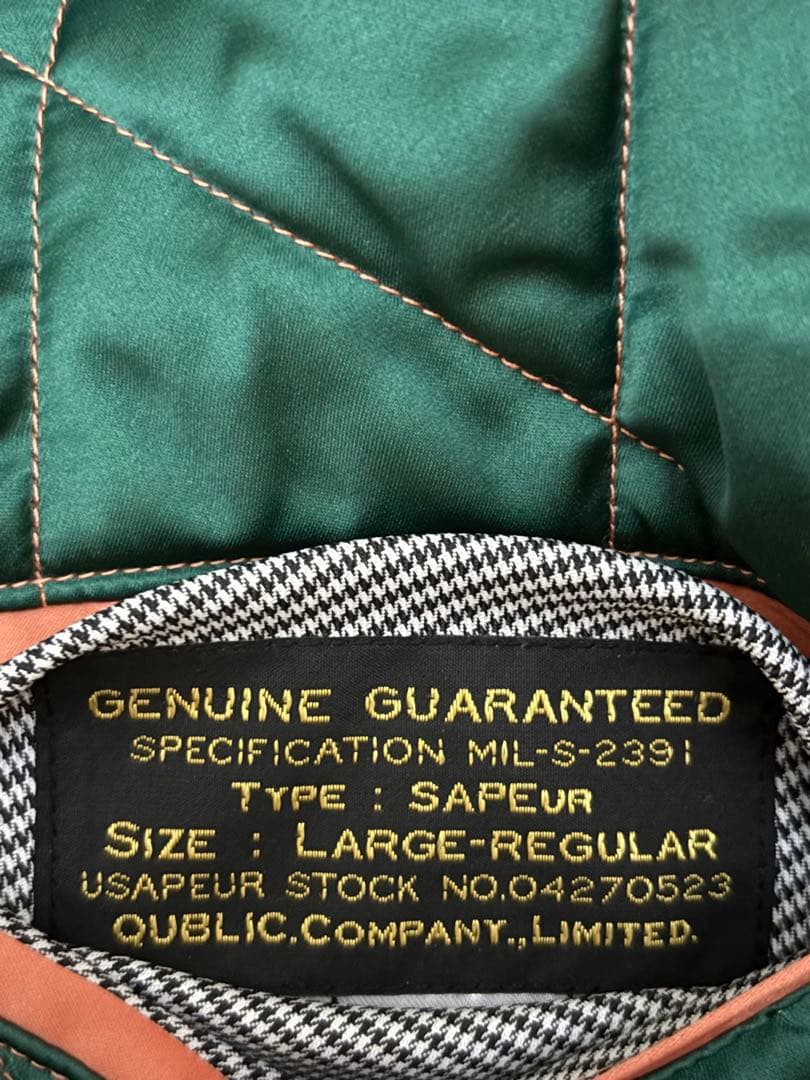 GENUINE GUARANTEED
SPECIFICATION MIL-S-2391
TYPE : SAPEUR
SIZE : LARGE-REGULAR
USAPEUR STOCK NO.04270523
QUBLIC.COMPANY.,LIMITED.